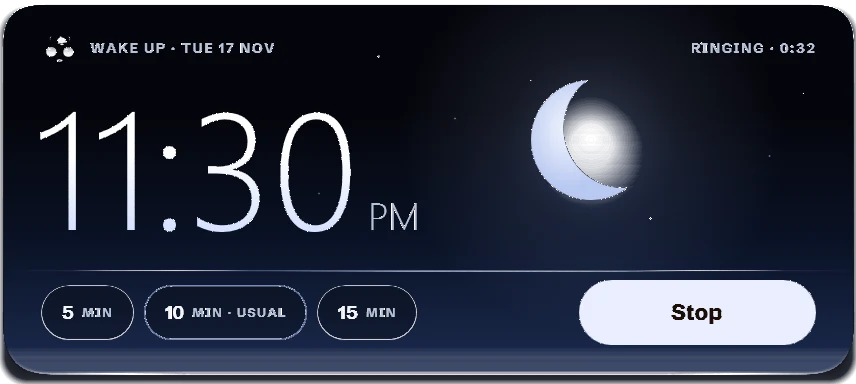 WAKE UP · TUE 17 NOV
RINGING · 0:32
11:30 PM
5 MIN
10 MIN · USUAL
15 MIN
Stop